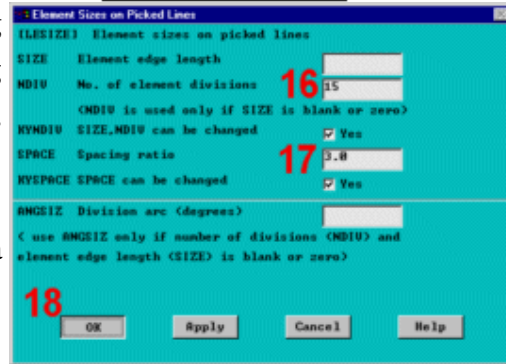 Element Sizes on Picked Lines
[LESIZE] Element sizes on picked lines
SIZE Element edge length
NDIV No. of element divisions 16 15
(NDIV is used only if SIZE is blank or zero)
KYNDIV SIZE,NDIV can be changed Yes
SPACE Spacing ratio 17 3.0
KYSPACE SPACE can be changed Yes
ANGSIZ Division arc (degrees)
( use ANGSIZ only if number of divisions (NDIV) and
element edge length (SIZE) is blank or zero)
18
OK Apply Cancel Help